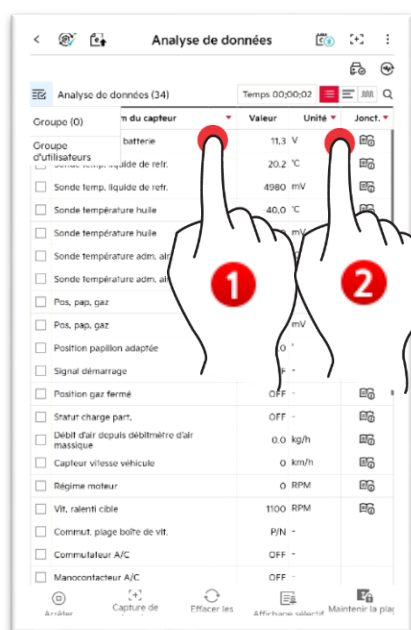 Analyse de données
Analyse de données (34) Temps 00:00:02
Groupe (0) du capteur Valeur Unité Jonct.
Groupe
d'utilisateurs
batterie 11,3 V
liquide de refr. 20,2 °C
Sonde temp. liquide de refr. 4980 mV
Sonde température huile -40,0 °C
Sonde température huile mV
Sonde température adm. air
Sonde température adm.
1 2
Pos, pap, gaz
Pos, pap, gaz mV
Position papillon adaptée
Signal démarrage
Position gaz fermé OFF -
Statut charge part, OFF -
Débit d'air depuis débitmètre d'air
massique 0.0 kg/h
Capteur vitesse véhicule 0 km/h
Régime moteur 0 RPM
Vit, ralenti cible 1100 RPM
Commut, plage boîte de vit. P/N -
Commutateur A/C OFF -
Manocontacteur A/C OFF -
Arrêter Capture de Effacer les Affichage sélectif Maintenir la plag